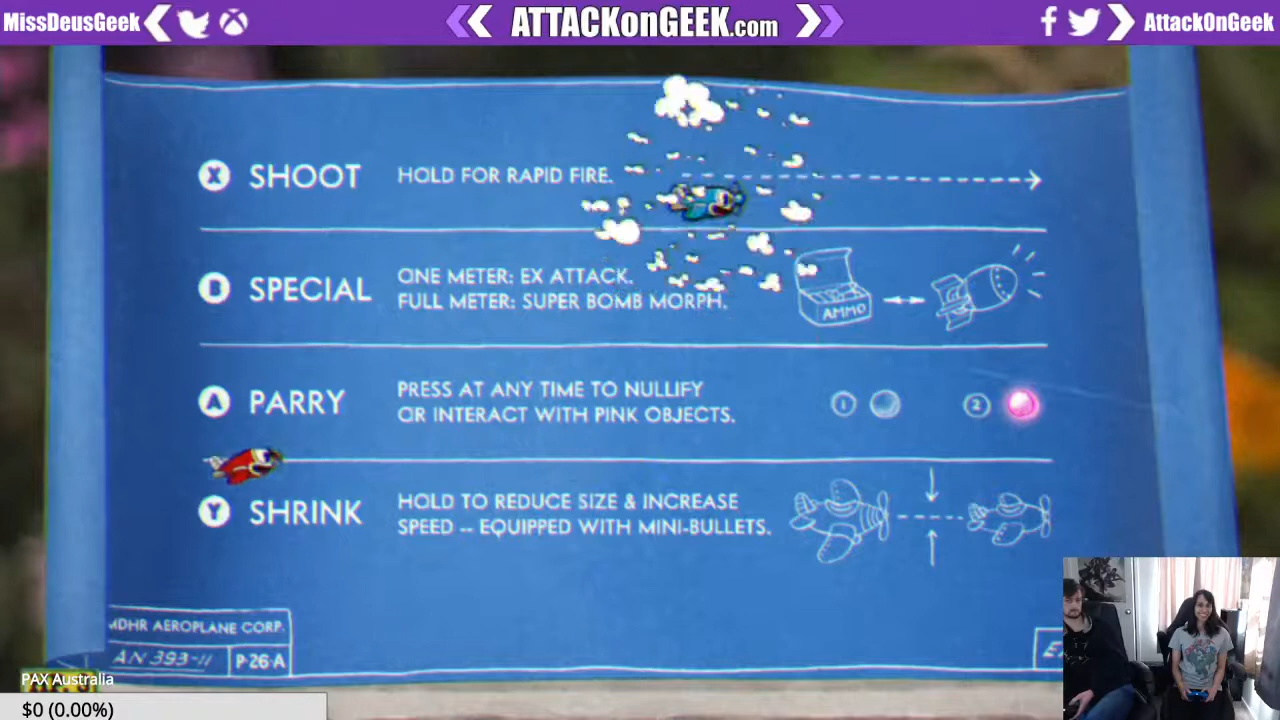 MissDeusGeek
ATTACKonGEEK.com
AttackOnGeek
X SHOOT HOLD FOR RAPID FIRE.
B SPECIAL ONE METER: EX ATTACK.
FULL METER: SUPER BOMB MORPH.
AMMO
A PARRY PRESS AT ANY TIME TO NULLIFY
OR INTERACT WITH PINK OBJECTS.
1 2
Y SHRINK HOLD TO REDUCE SIZE & INCREASE
SPEED -- EQUIPPED WITH MINI-BULLETS.
MDHR AEROPLANE CORP.
AN 393-11 P-26-A
PAX Australia
$0 (0.00%)